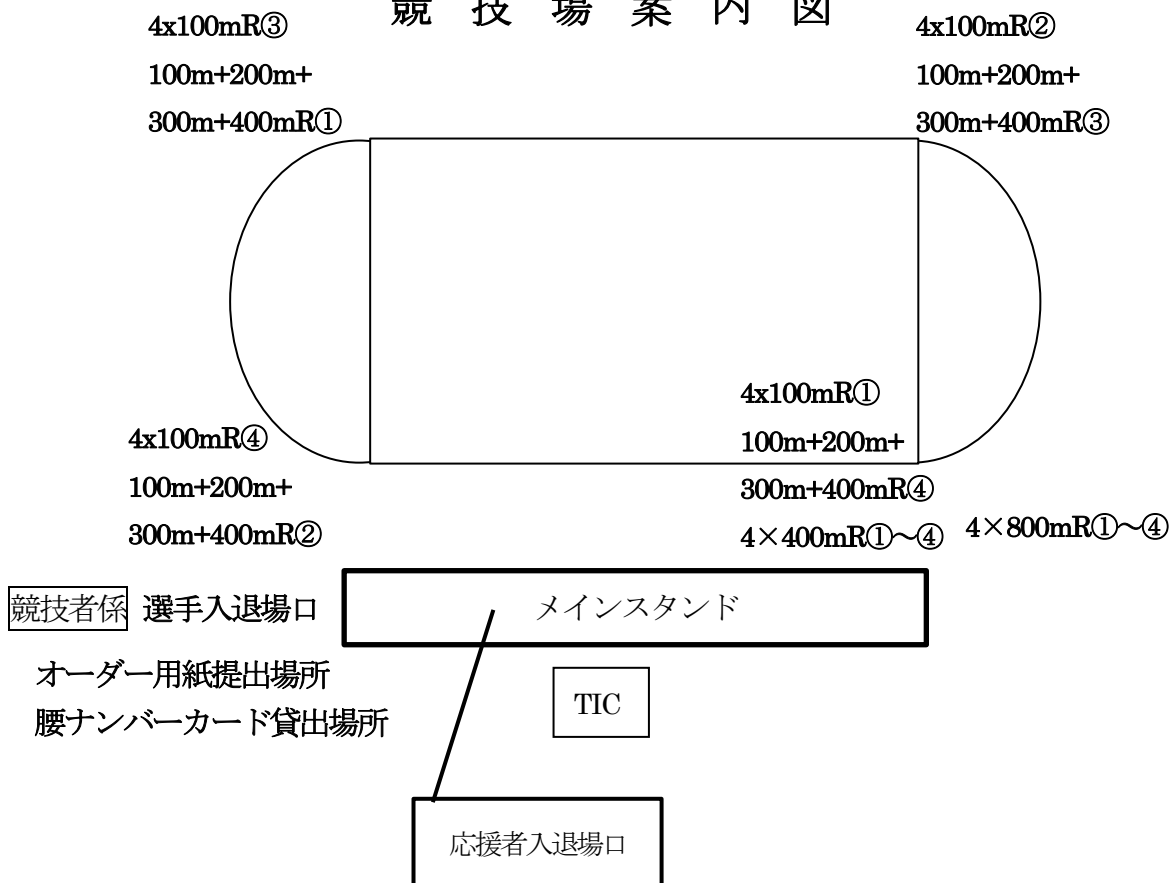 競技場案内図
4x100mR③
100m+200m+
300m+400mR①
4x100mR②
100m+200m+
300m+400mR③
4x100mR④
100m+200m+
300m+400mR②
4x100mR①
100m+200m+
300m+400mR④
4×400mR①～④
4×800mR①～④
競技者係 選手入退場口
メインスタンド
オーダー用紙提出場所
腰ナンバーカード貸出場所
TIC
応援者入退場口